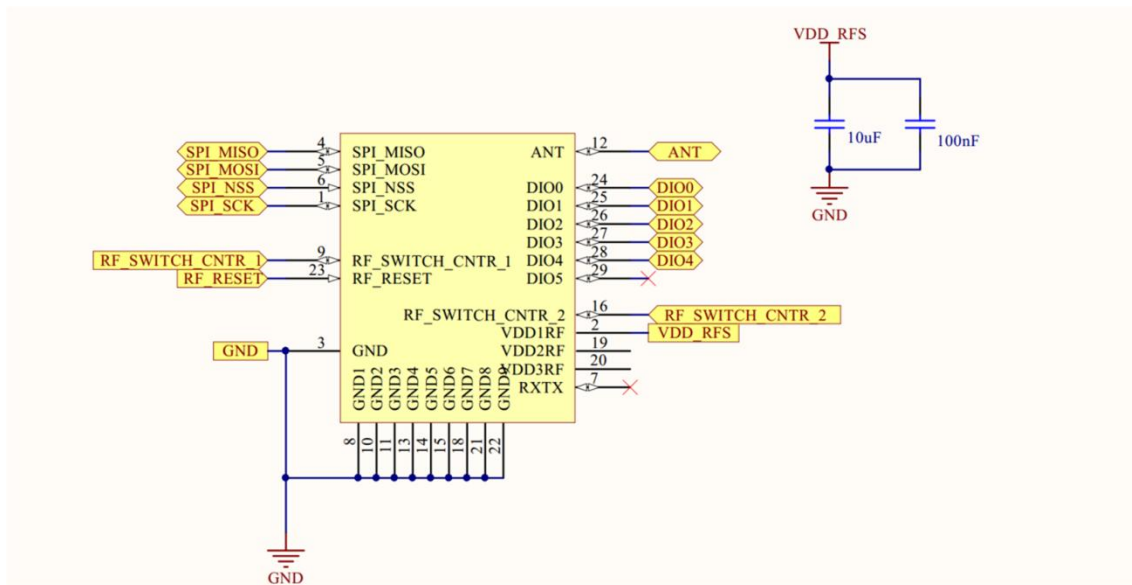 VDD_RFS
10uF
100nF
GND
SPI_MISO 4 SPI_MISO
SPI_MOSI 5 SPI_MOSI
SPI_NSS 6 SPI_NSS
SPI_SCK 1 SPI_SCK
RF_SWITCH_CNTR_1 9 RF_SWITCH_CNTR_1
RF_RESET 23 RF_RESET
GND 3 GND
ANT 12 ANT
DIO0 24 DIO0
DIO1 25 DIO1
DIO2 26 DIO2
DIO3 27 DIO3
DIO4 28 DIO4
DIO5 29
RF_SWITCH_CNTR_2 16 RF_SWITCH_CNTR_2
VDD1RF 2 VDD_RFS
VDD2RF 19
VDD3RF 20
RXTX 7
GND1 8
GND2 10
GND3 11
GND4 13
GND5 14
GND6 15
GND7 18
GND8 21
GND9 22
GND